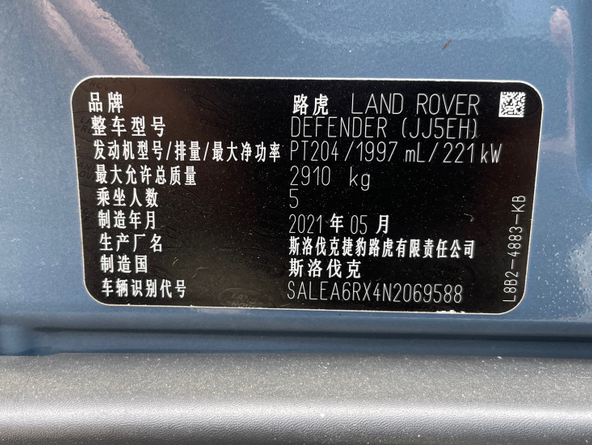 品牌 路虎 LAND ROVER
整车型号 DEFENDER (JJ5EH)
发动机型号/排量/最大净功率 PT204/1997 mL/221kW
最大允许总质量 2910 kg
乘坐人数 5
制造年月 2021年05月
生产厂名 斯洛伐克捷豹路虎有限责任公司
制造国 斯洛伐克
车辆识别代号 SALEA6RX4N2069588
L8B2-4883-KB